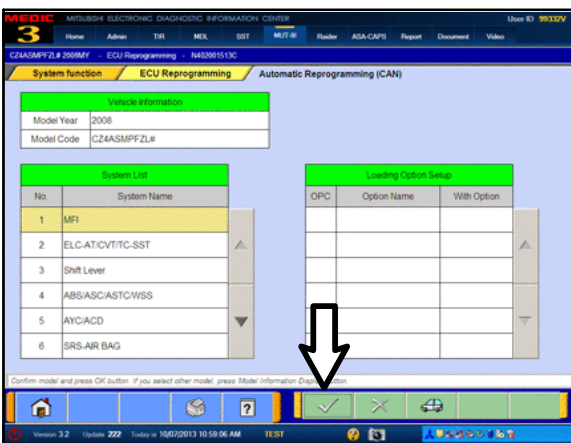 MEDIC MITSUBISHI ELECTRONIC DIAGNOSTIC INFORMATION CENTER User ID 99332V
3 Home Admin TIR MDL SST MUT-III Raider ASA-CAPS Report Document Video
CZ4ASMPFZL# 2008MY - ECU Reprogramming - N402001513C
System function ECU Reprogramming Automatic Reprogramming (CAN)
Vehicle Information
Model Year 2008
Model Code CZ4ASMPFZL#
System List Loading Option Setup
No. System Name OPC Option Name With Option
1 MFI
2 ELC-AT/CVT/TC-SST
3 Shift Lever
4 ABS/ASC/ASTC/WSS
5 AYC/ACD
6 SRS-AIR BAG
Confirm model and press OK button. If you select other model, press 'Model Information Display' button.
?
Version 3.2 Update 222 Today is 10/07/2013 10:59:06 AM TEST ?